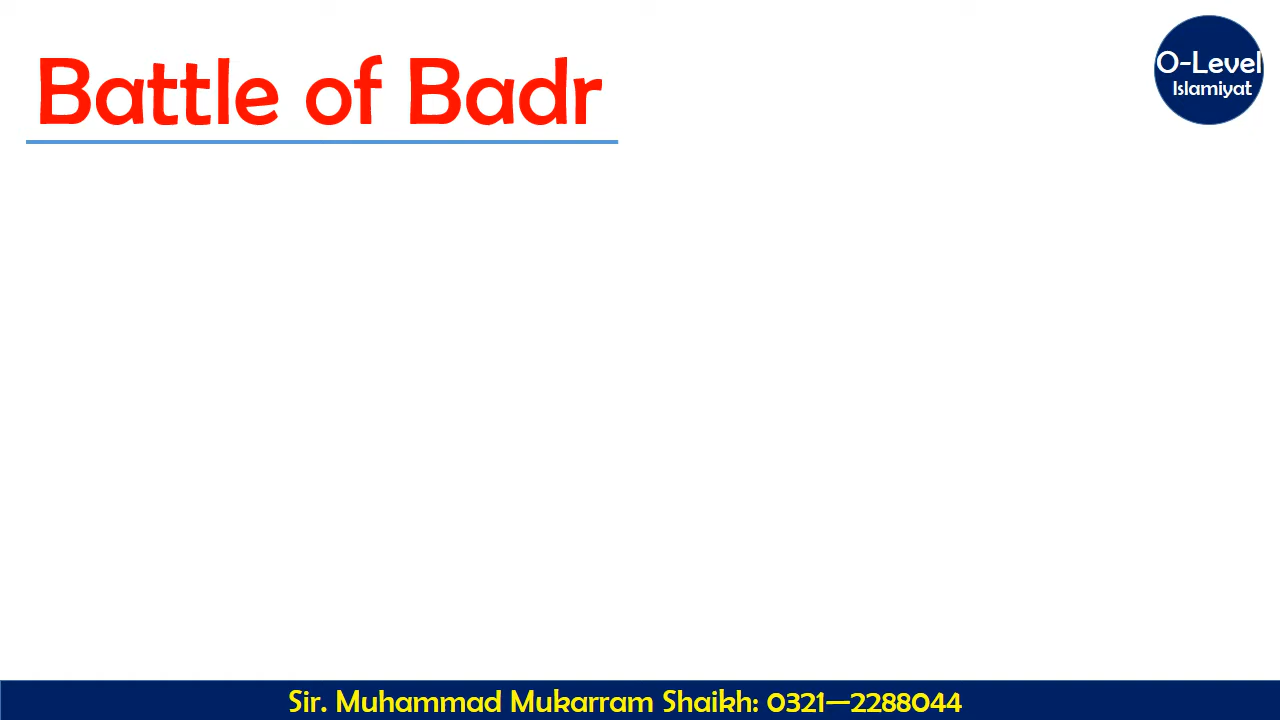 Battle of Badr
O-Level
Islamiyat
Sir. Muhammad Mukarram Shaikh: 0321—2288044